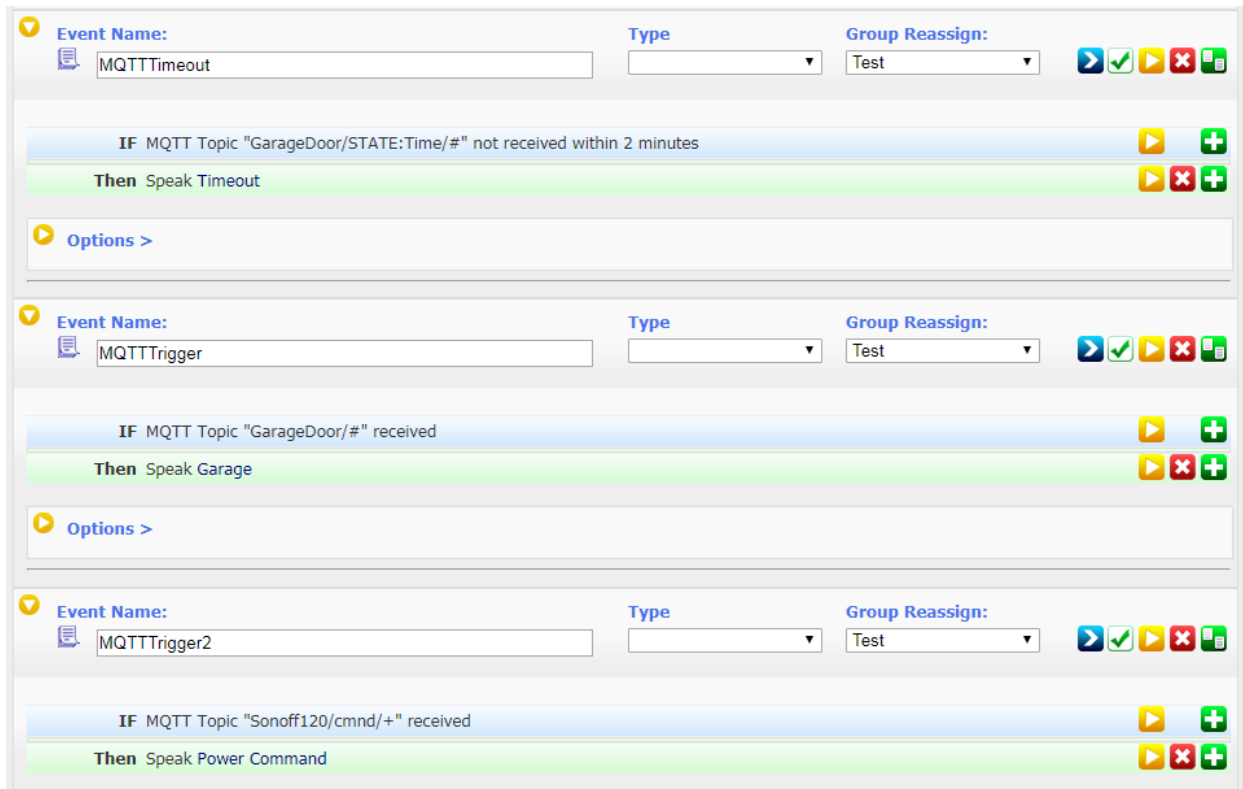 Event Name: Type Group Reassign:
MQTTTimeout Test
IF MQTT Topic "GarageDoor/STATE:Time/#" not received within 2 minutes
Then Speak Timeout
Options >
Event Name: Type Group Reassign:
MQTTTrigger Test
IF MQTT Topic "GarageDoor/#" received
Then Speak Garage
Options >
Event Name: Type Group Reassign:
MQTTTrigger2 Test
IF MQTT Topic "Sonoff120/cmnd/+" received
Then Speak Power Command